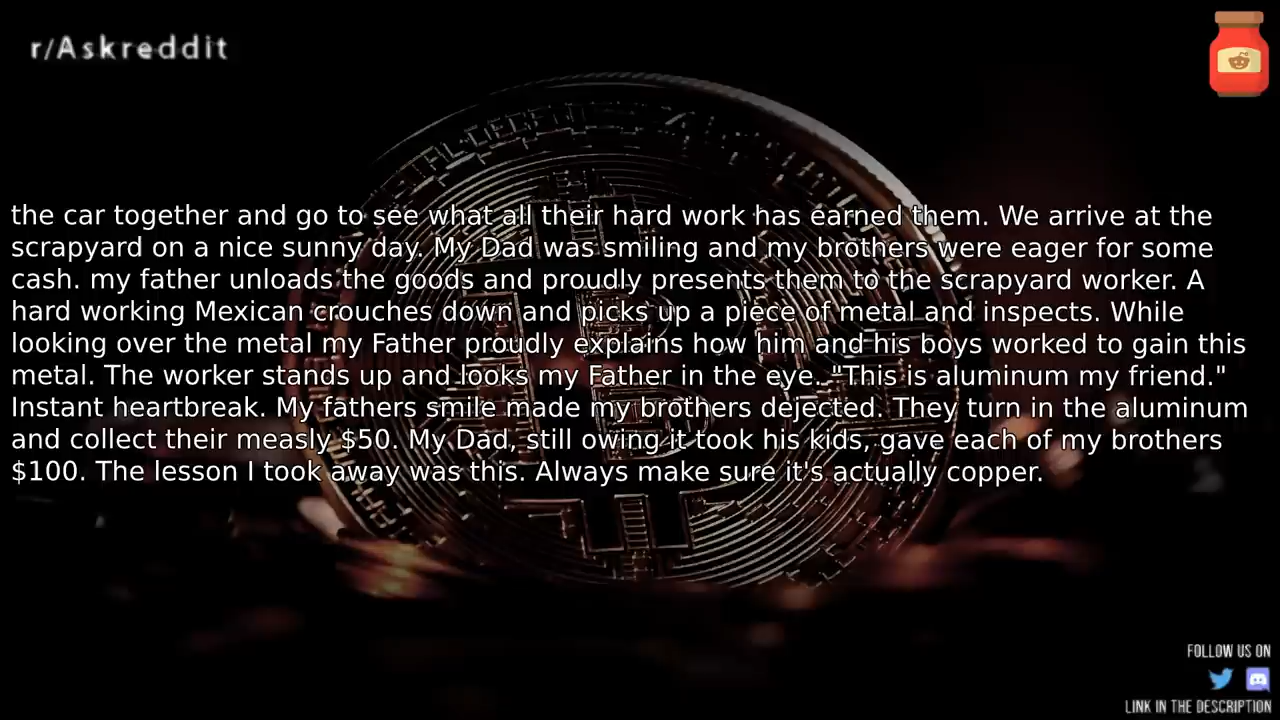 r/Askreddit
the car together and go to see what all their hard work has earned them. We arrive at the
scrapyard on a nice sunny day. My Dad was smiling and my brothers were eager for some
cash. my father unloads the goods and proudly presents them to the scrapyard worker. A
hard working Mexican crouches down and picks up a piece of metal and inspects. While
looking over the metal my Father proudly explains how him and his boys worked to gain this
metal. The worker stands up and looks my Father in the eye. "This is aluminum my friend."
Instant heartbreak. My fathers smile made my brothers dejected. They turn in the aluminum
and collect their measly $50. My Dad, still owing it took his kids, gave each of my brothers
$100. The lesson I took away was this. Always make sure it's actually copper.
FOLLOW US ON
LINK IN THE DESCRIPTION